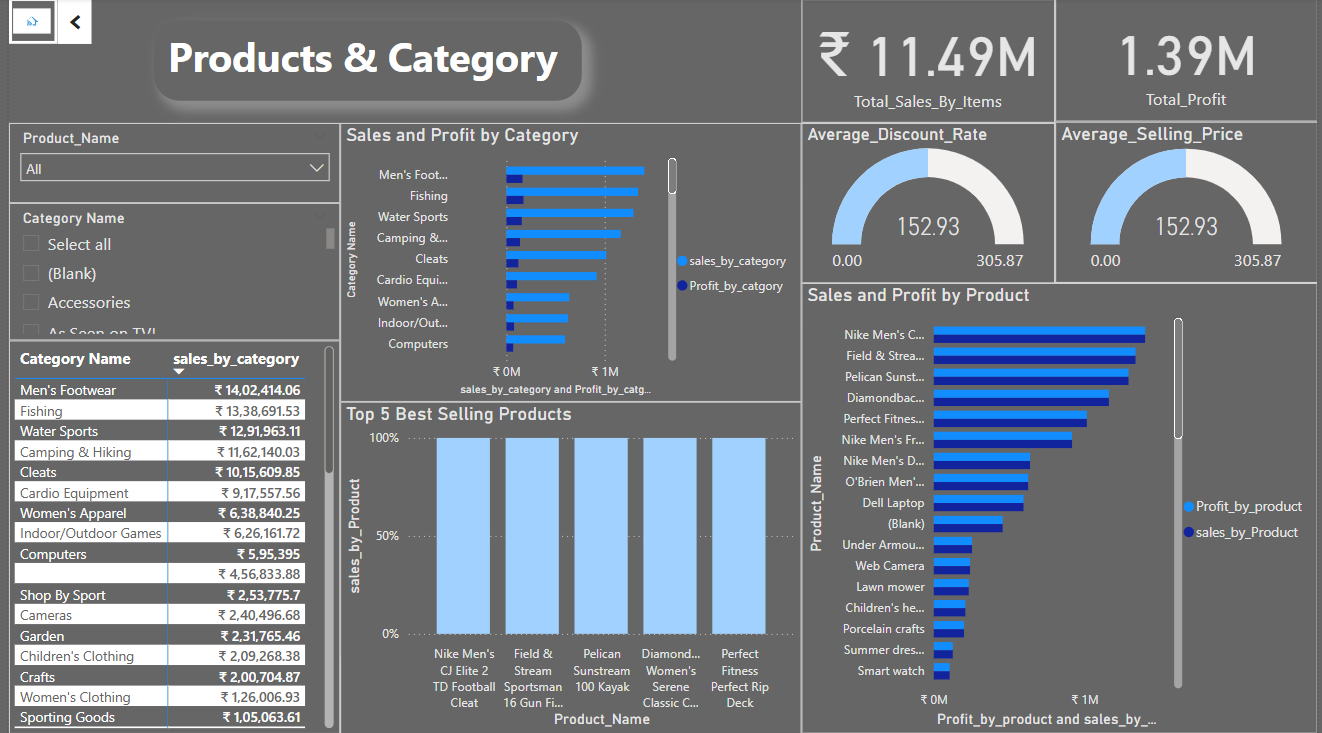 Products & Category
₹ 11.49M
Total_Sales_By_Items
1.39M
Total_Profit
Product_Name
All
Category Name
Select all
(Blank)
Accessories
As Seon on TV!
Category Name sales_by_category
Men's Footwear ₹ 14,02,414.06
Fishing ₹ 13,38,691.53
Water Sports ₹ 12,91,963.11
Camping & Hiking ₹ 11,62,140.03
Cleats ₹ 10,15,609.85
Cardio Equipment ₹ 9,17,557.56
Women's Apparel ₹ 6,38,840.25
Indoor/Outdoor Games ₹ 6,26,161.72
Computers ₹ 5,95,395
₹ 4,56,833.88
Shop By Sport ₹ 2,53,775.7
Cameras ₹ 2,40,496.68
Garden ₹ 2,31,765.46
Children's Clothing ₹ 2,09,268.38
Crafts ₹ 2,00,704.87
Women's Clothing ₹ 1,26,006.93
Sporting Goods ₹ 1,05,063.61
Sales and Profit by Category
Category Name
Men's Foot...
Fishing
Water Sports
Camping &...
Cleats
Cardio Equi...
Women's A...
Indoor/Out...
Computers
₹ 0M ₹ 1M
sales_by_category and Profit_by_catg...
sales_by_category
Profit_by_catgory
Top 5 Best Selling Products
sales_by_Product
100%
50%
0%
Nike Men's
CJ Elite 2
TD Football
Cleat
Field &
Stream
Sportsman
16 Gun Fi...
Pelican
Sunstream
100 Kayak
Diamond...
Women's
Serene
Classic C...
Perfect
Fitness
Perfect Rip
Deck
Product_Name
Average_Discount_Rate
152.93
0.00 305.87
Average_Selling_Price
152.93
0.00 305.87
Sales and Profit by Product
Product_Name
Nike Men's C...
Field & Strea...
Pelican Sunst...
Diamondbac...
Perfect Fitnes...
Nike Men's Fr...
Nike Men's D...
O'Brien Men'...
Dell Laptop
(Blank)
Under Armou...
Web Camera
Lawn mower
Children's he...
Porcelain crafts
Summer dres...
Smart watch
₹ 0M ₹ 1M
Profit_by_product and sales_by_...
Profit_by_product
sales_by_Product